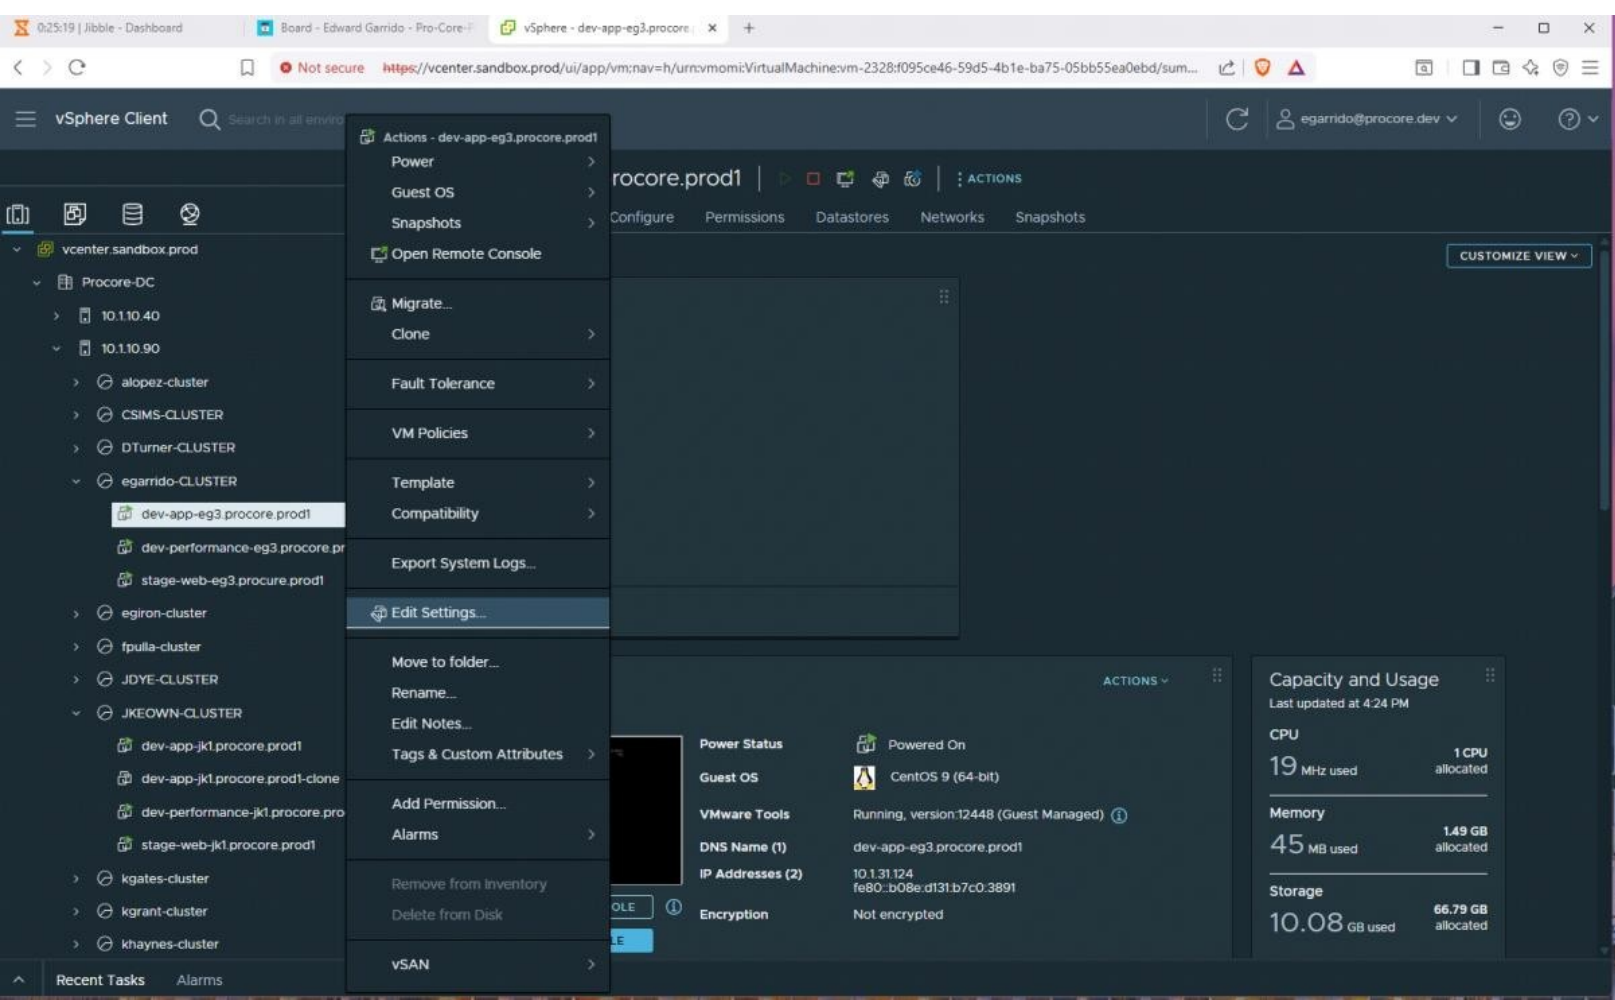 0:25:19 | Jibble - Dashboard
Board - Edward Garrido - Pro-Core-
vSphere - dev-app-eg3.procore
Not secure https://vcenter.sandbox.prod/ui/app/vm;nav=h/urn:vmomi:VirtualMachine:vm-2328:f095ce46-59d5-4b1e-ba75-05bb55ea0ebd/sum...
vSphere Client
Search in all enviro
egarrido@procore.dev
Actions - dev-app-eg3.procore.prod1
Power
Guest OS
Snapshots
Open Remote Console
Migrate...
Clone
Fault Tolerance
VM Policies
Template
Compatibility
Export System Logs...
Edit Settings...
Move to folder...
Rename...
Edit Notes...
Tags & Custom Attributes
Add Permission...
Alarms
Remove from Inventory
Delete from Disk
vSAN
rocore.prod1
ACTIONS
Configure Permissions Datastores Networks Snapshots
CUSTOMIZE VIEW
vcenter.sandbox.prod
Procore-DC
10.1.10.40
10.1.10.90
alopez-cluster
CSIMS-CLUSTER
DTurner-CLUSTER
egarrido-CLUSTER
dev-app-eg3.procore.prod1
dev-performance-eg3.procore.pr
stage-web-eg3.procure.prod1
egiron-cluster
fpulla-cluster
JDYE-CLUSTER
JKEOWN-CLUSTER
dev-app-jk1.procore.prod1
dev-app-jk1.procore.prod1-clone
dev-performance-jk1.procore.pro
stage-web-jk1.procore.prod1
kgates-cluster
kgrant-cluster
khaynes-cluster
ACTIONS
Power Status Powered On
Guest OS CentOS 9 (64-bit)
VMware Tools Running, version:12448 (Guest Managed)
DNS Name (1) dev-app-eg3.procore.prod1
IP Addresses (2) 10.1.31.124
fe80::b08e:d131:b7c0:3891
Encryption Not encrypted
OLE
LE
Capacity and Usage
Last updated at 4:24 PM
CPU
19 MHz used 1 CPU allocated
Memory
45 MB used 1.49 GB allocated
Storage
10.08 GB used 66.79 GB allocated
Recent Tasks Alarms